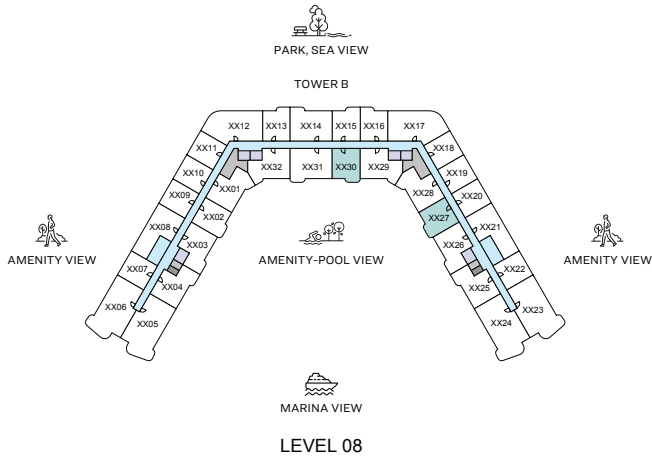 PARK, SEA VIEW
TOWER B
XX12
XX13
XX14
XX15
XX16
XX17
XX11
XX18
XX10
XX01
XX32
XX31
XX30
XX29
XX28
XX19
XX09
XX02
XX27
XX20
XX08
XX03
XX26
XX21
AMENITY VIEW
AMENITY-POOL VIEW
AMENITY VIEW
XX07
XX04
XX25
XX22
XX06
XX05
XX24
XX23
MARINA VIEW
LEVEL 08